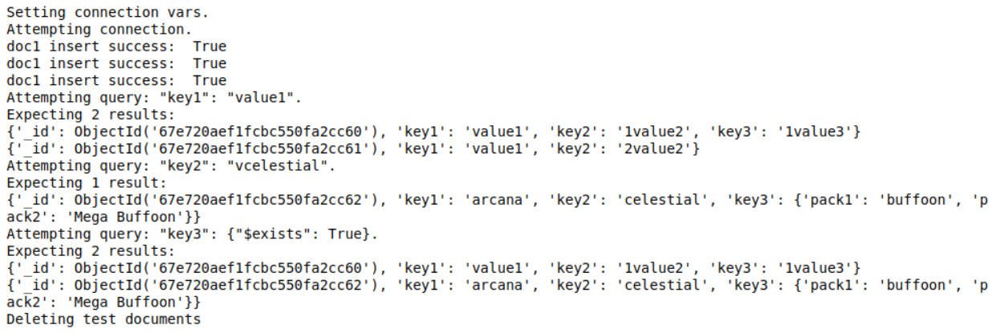 Setting connection vars.
Attempting connection.
doc1 insert success:  True
doc1 insert success:  True
doc1 insert success:  True
Attempting query: "key1": "value1".
Expecting 2 results:
{'_id': ObjectId('67e720aef1fcbc550fa2cc60'), 'key1': 'value1', 'key2': '1value2', 'key3': '1value3'}
{'_id': ObjectId('67e720aef1fcbc550fa2cc61'), 'key1': 'value1', 'key2': '2value2'}
Attempting query: "key2": "vcelestial".
Expecting 1 result:
{'_id': ObjectId('67e720aef1fcbc550fa2cc62'), 'key1': 'arcana', 'key2': 'celestial', 'key3': {'pack1': 'buffoon', 'p
ack2': 'Mega Buffoon'}}
Attempting query: "key3": {"$exists": True}.
Expecting 2 results:
{'_id': ObjectId('67e720aef1fcbc550fa2cc60'), 'key1': 'value1', 'key2': '1value2', 'key3': '1value3'}
{'_id': ObjectId('67e720aef1fcbc550fa2cc62'), 'key1': 'arcana', 'key2': 'celestial', 'key3': {'pack1': 'buffoon', 'p
ack2': 'Mega Buffoon'}}
Deleting test documents